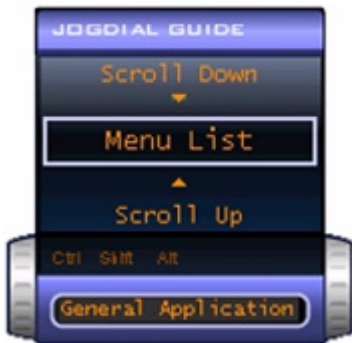 JOGDIAL GUIDE
Scroll Down
Menu List
Scroll Up
Ctrl Shift Alt
General Application